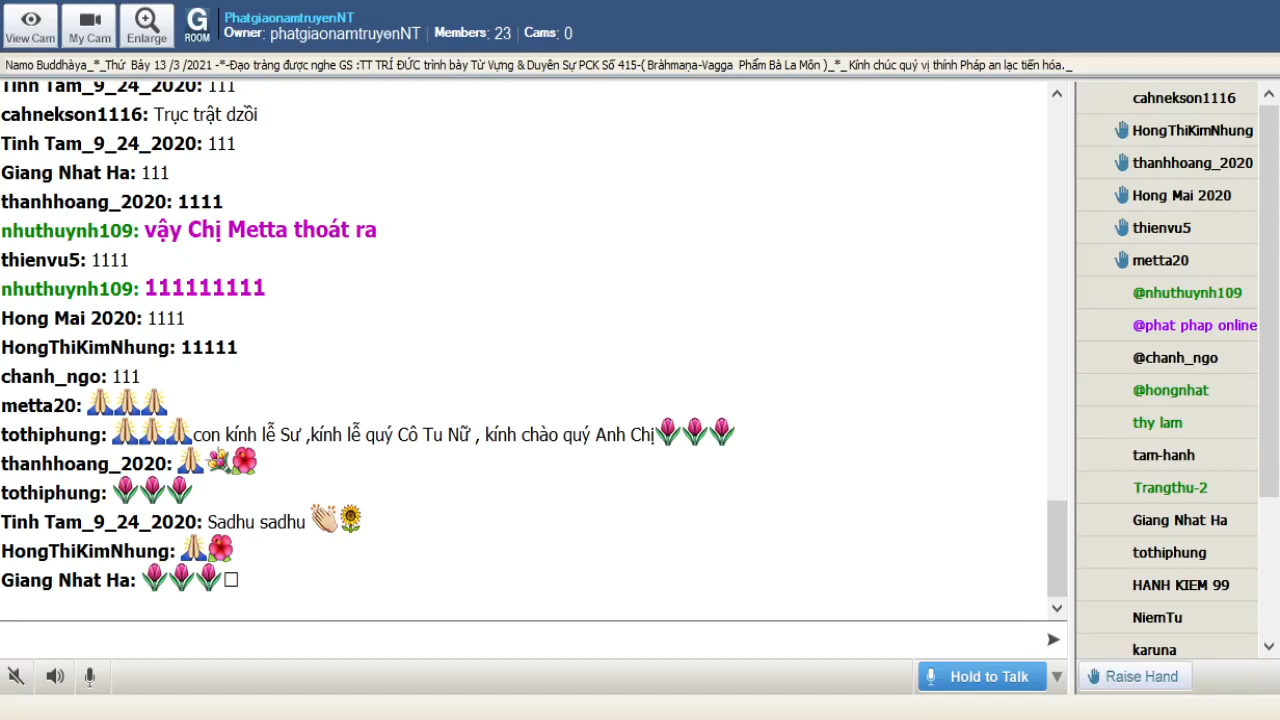 View Cam
My Cam
Enlarge
G
ROOM
PhatgiaonamtruyenNT
Owner: phatgiaonamtruyenNT | Members: 23 | Cams: 0
Namo Buddhàya_*_Thứ Bảy 13 /3 /2021 -*-Đạo tràng được nghe GS :TT TRÍ ĐỨC trình bày Từ Vựng & Duyên Sự PCK Số 415-( Bràhmaṇa-Vagga Phẩm Bà La Môn )_*_ Kính chúc quý vị thính Pháp an lạc tiến hóa._
Tinh Tam_9_24_2020: 111
cahnekson1116: Trục trật dzồi
Tinh Tam_9_24_2020: 111
Giang Nhat Ha: 111
thanhhoang_2020: 1111
nhuthuynh109: vậy Chị Metta thoát ra
thienvu5: 1111
nhuthuynh109: 111111111
Hong Mai 2020: 1111
HongThiKimNhung: 11111
chanh_ngo: 111
metta20: 🙏🙏🙏
tothiphung: 🙏🙏🙏con kính lễ Sư ,kính lễ quý Cô Tu Nữ , kính chào quý Anh Chị🌷🌷🌷
thanhhoang_2020: 🙏💐🌺
tothiphung: 🌷🌷🌷
Tinh Tam_9_24_2020: Sadhu sadhu 👏🌻
HongThiKimNhung: 🙏🌺
Giang Nhat Ha: 🌷🌷🌷
cahnekson1116
HongThiKimNhung
thanhhoang_2020
Hong Mai 2020
thienvu5
metta20
@nhuthuynh109
@phat phap online
@chanh_ngo
@hongnhat
thy lam
tam-hanh
Trangthu-2
Giang Nhat Ha
tothiphung
HANH KIEM 99
NiemTu
karuna
Hold to Talk
Raise Hand